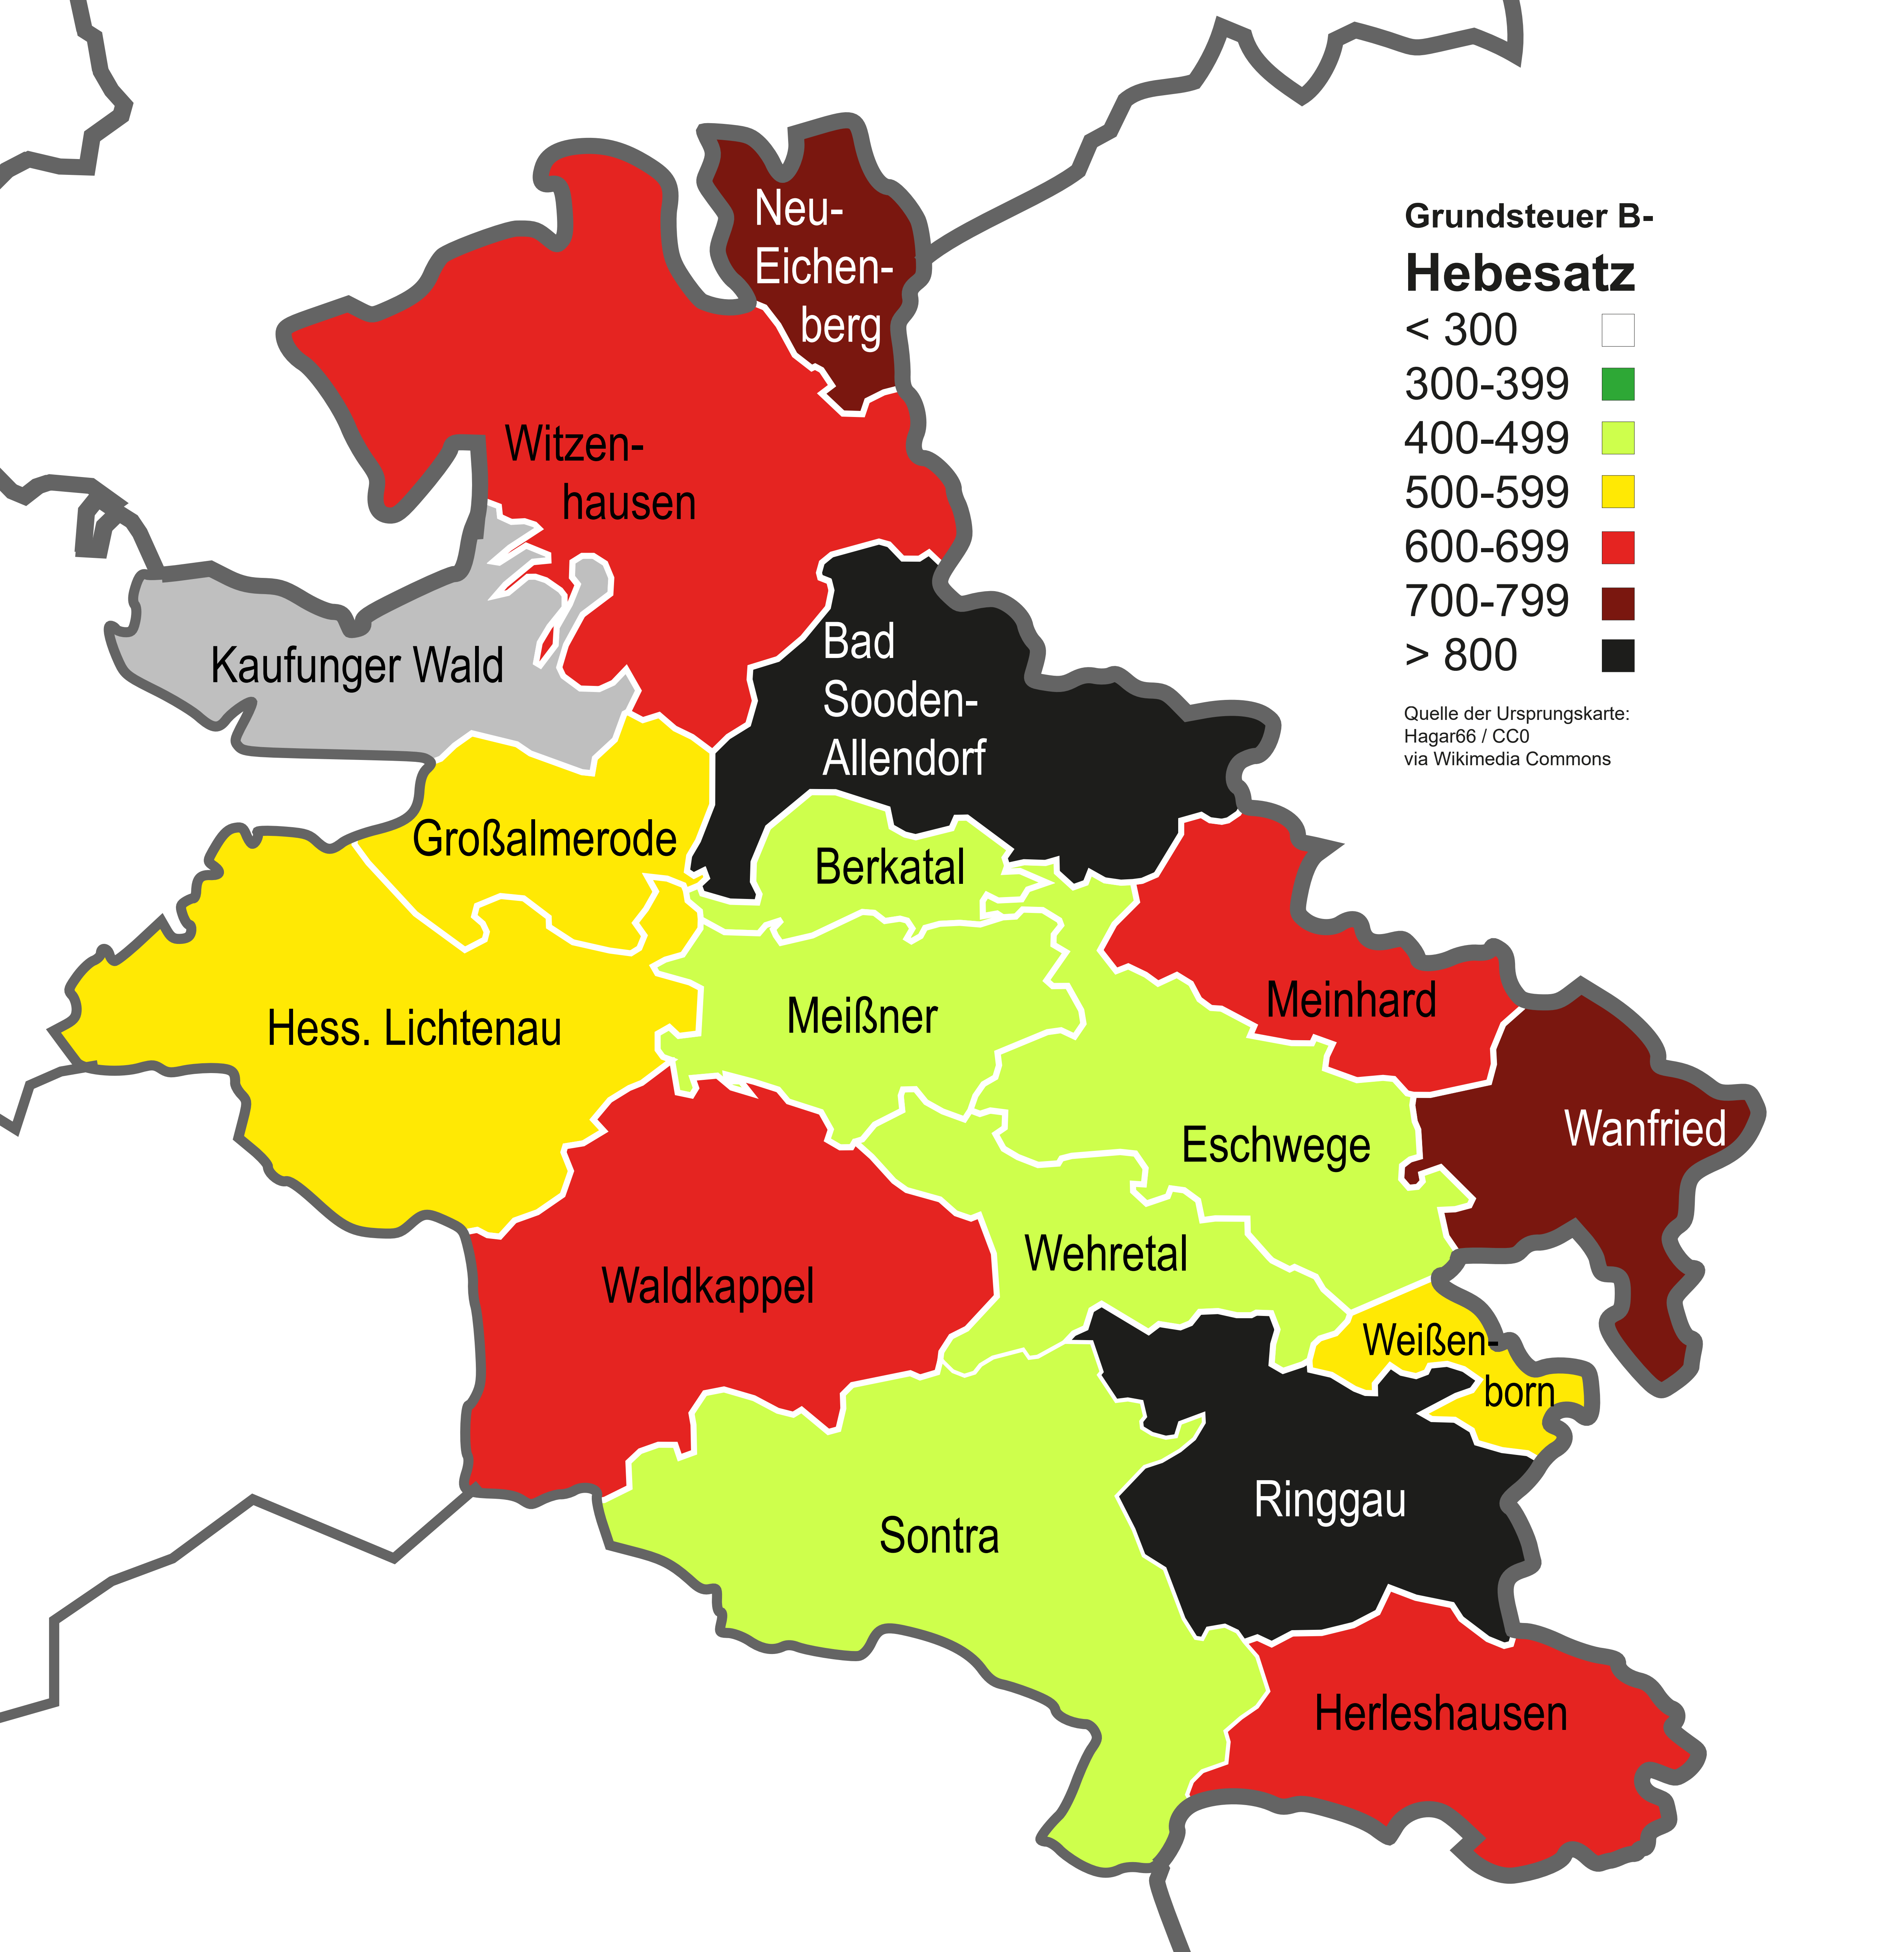 Neu-
Eichen-
berg
Witzen-
hausen
Kaufunger Wald
Bad
Sooden-
Allendorf
Großalmerode
Berkatal
Hess. Lichtenau
Meißner
Meinhard
Wanfried
Eschwege
Wehretal
Waldkappel
Weißen-
born
Ringgau
Sontra
Herleshausen
Grundsteuer B-
Hebesatz
< 300
300-399
400-499
500-599
600-699
700-799
> 800
Quelle der Ursprungskarte:
Hagar66 / CC0
via Wikimedia Commons